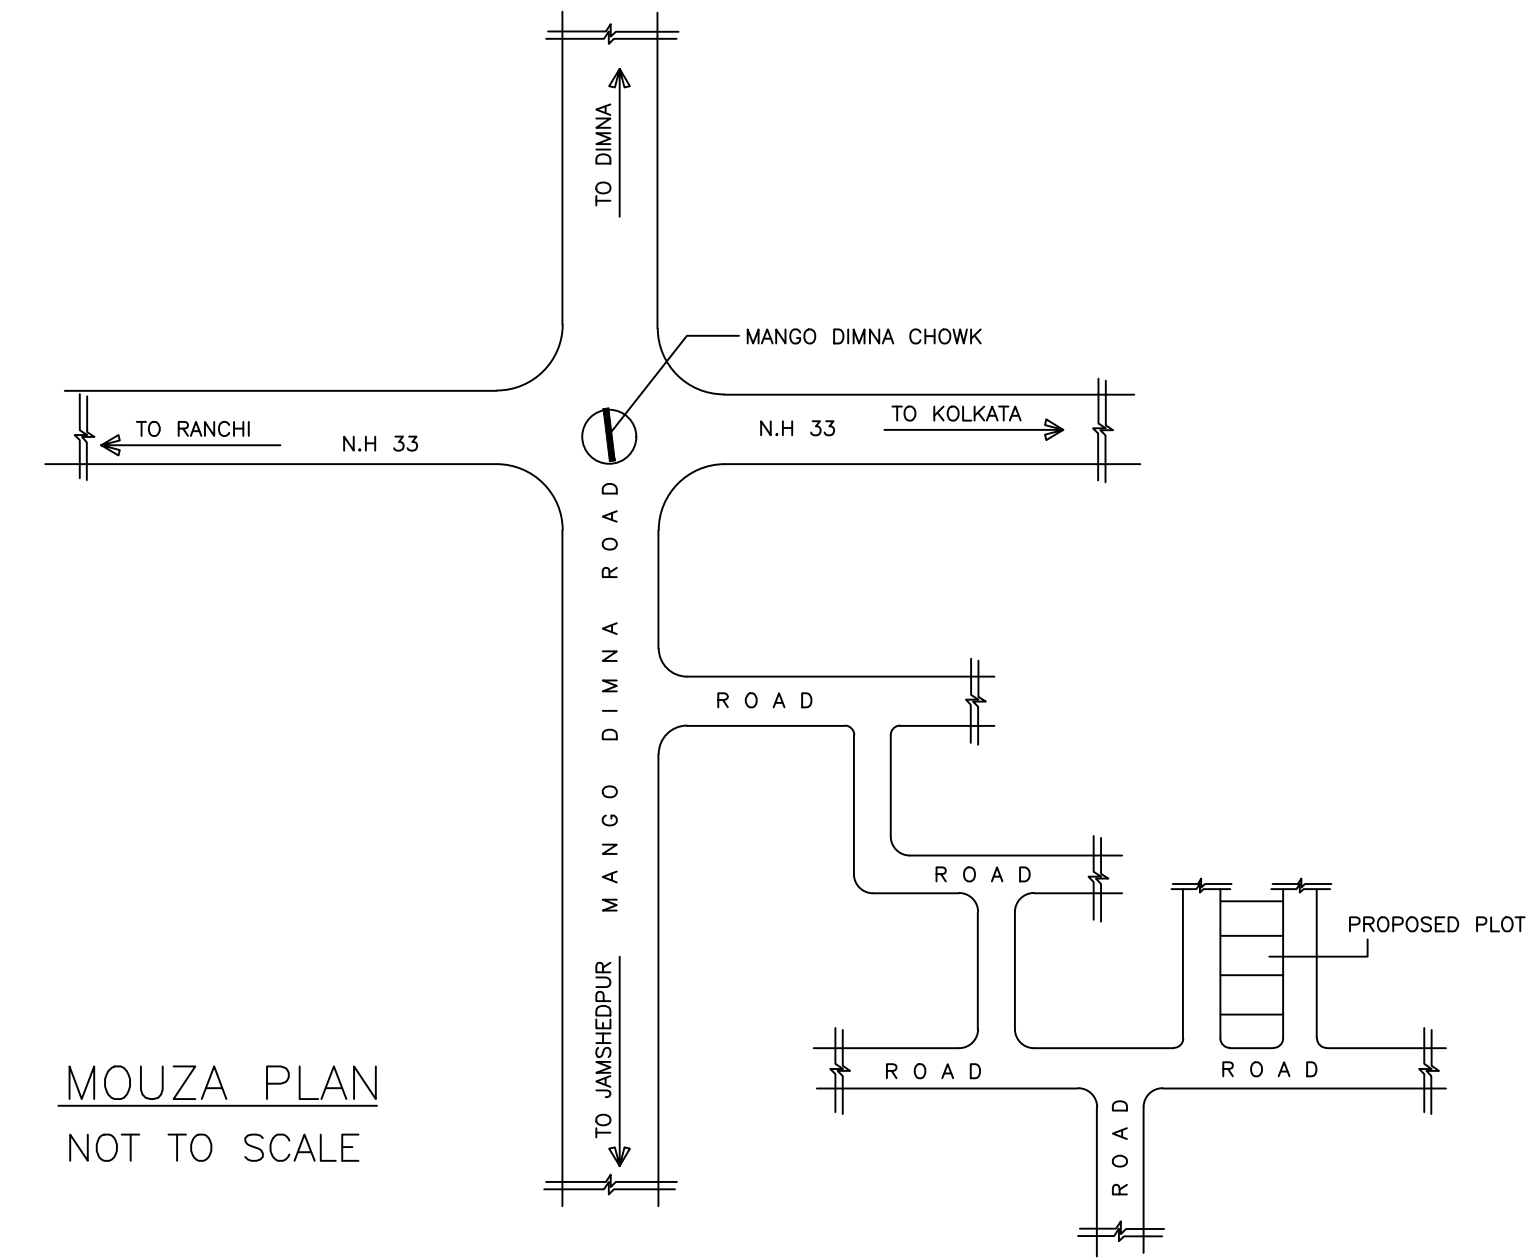 TO DIMNA
MANGO DIMNA CHOWK
TO RANCHI
N.H 33
N.H 33
TO KOLKATA
MANGO DIMNA ROAD
ROAD
ROAD
PROPOSED PLOT
TO JAMSHEDPUR
ROAD
ROAD
ROAD
MOUZA PLAN
NOT TO SCALE